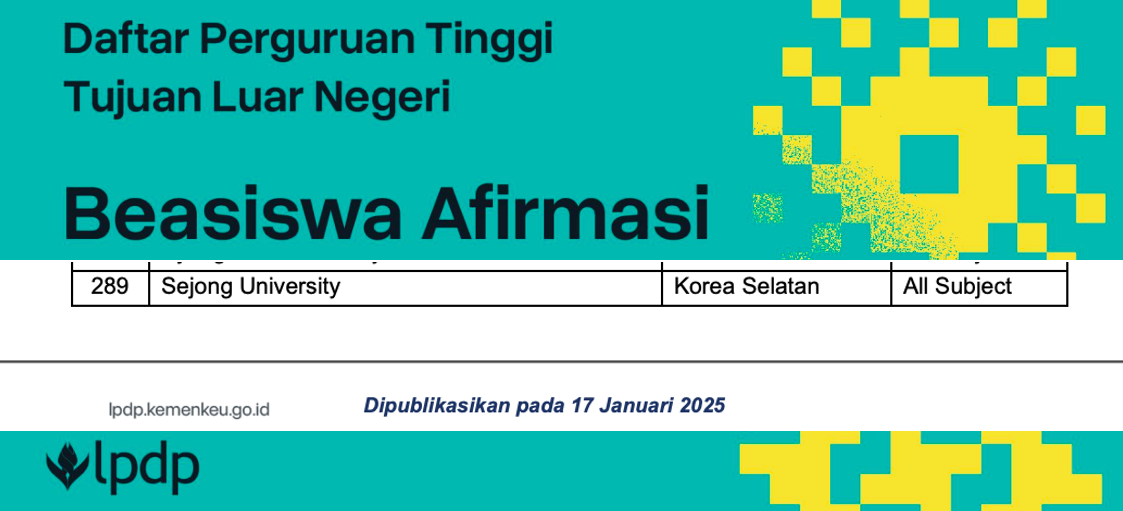 Daftar Perguruan Tinggi
Tujuan Luar Negeri
Beasiswa Afirmasi
289 Sejong University Korea Selatan All Subject
lpdp.kemenkeu.go.id Dipublikasikan pada 17 Januari 2025
lpdp